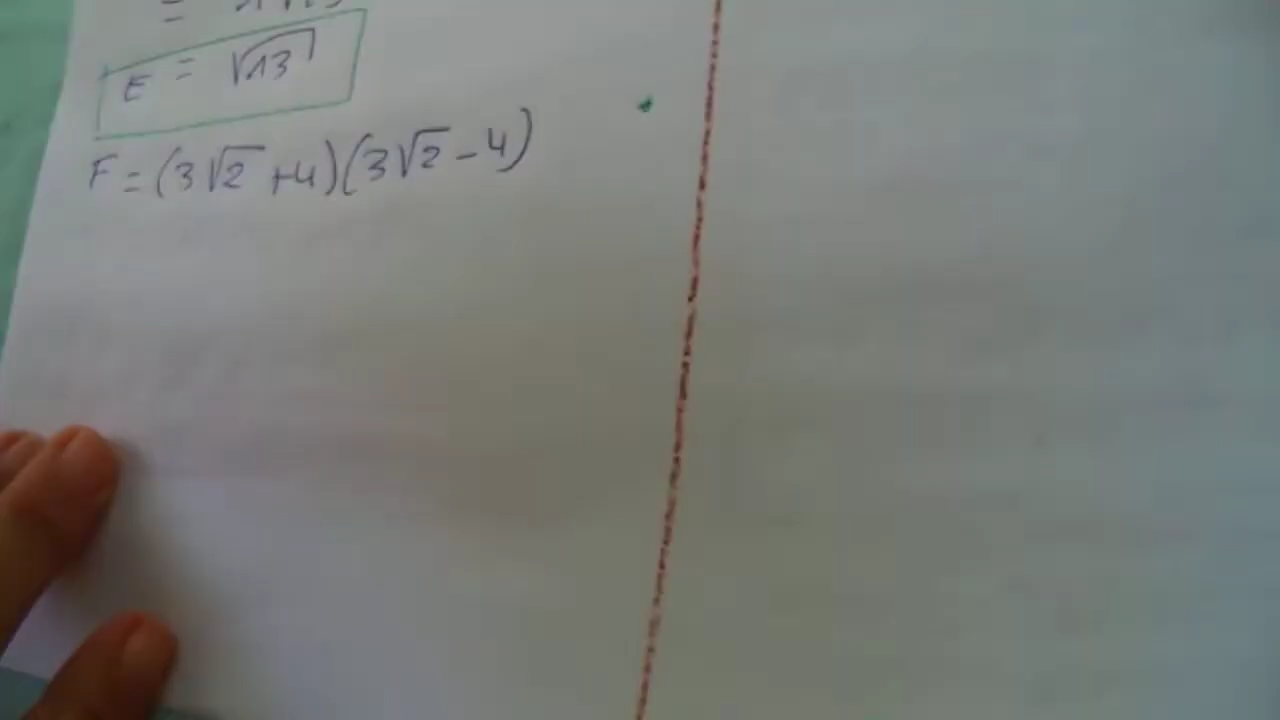 E = √13
F = (3√2 + 4)(3√2 - 4)